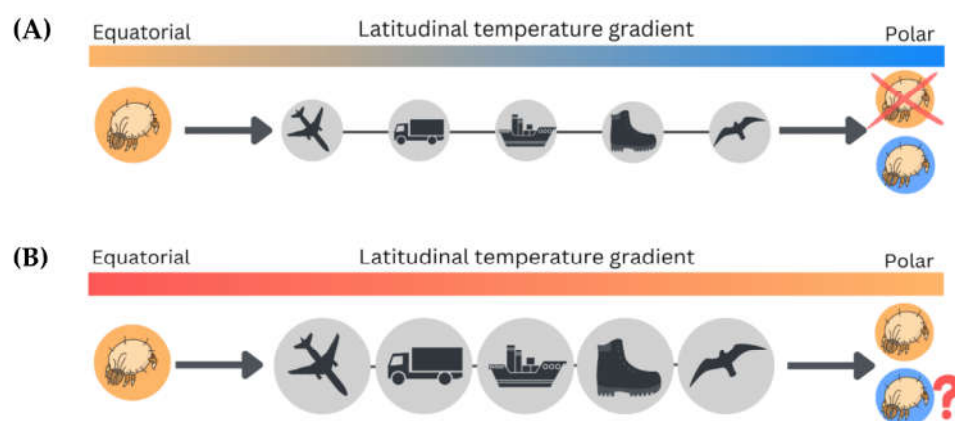 (A)
Equatorial Latitudinal temperature gradient Polar
(B)
Equatorial Latitudinal temperature gradient Polar
?